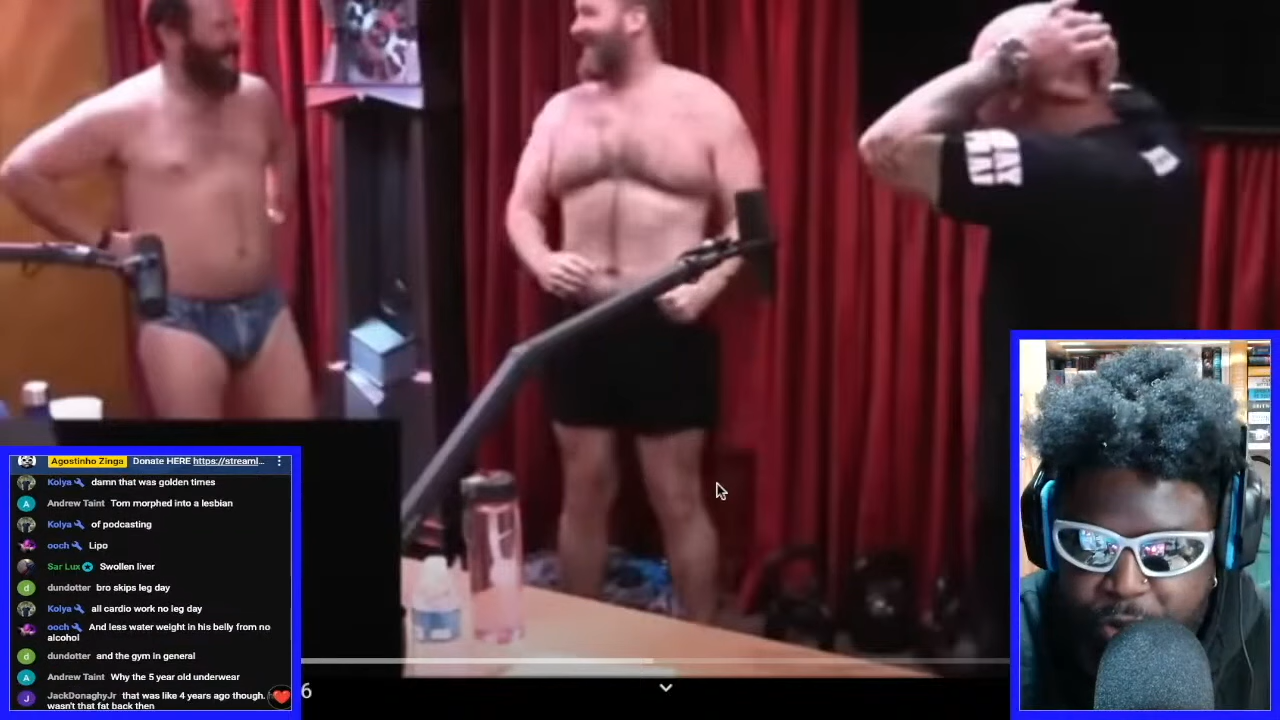 Agostinho Zinga Donate HERE https://streaml...
Kolya damn that was golden times
Andrew Taint Tom morphed into a lesbian
Kolya of podcasting
ooch Lipo
Sar Lux Swollen liver
dundotter bro skips leg day
Kolya all cardio work no leg day
ooch And less water weight in his belly from no
alcohol
dundotter and the gym in general
Andrew Taint Why the 5 year old underwear
JackDonaghyJr that was like 4 years ago though.
wasn't that fat back then
6